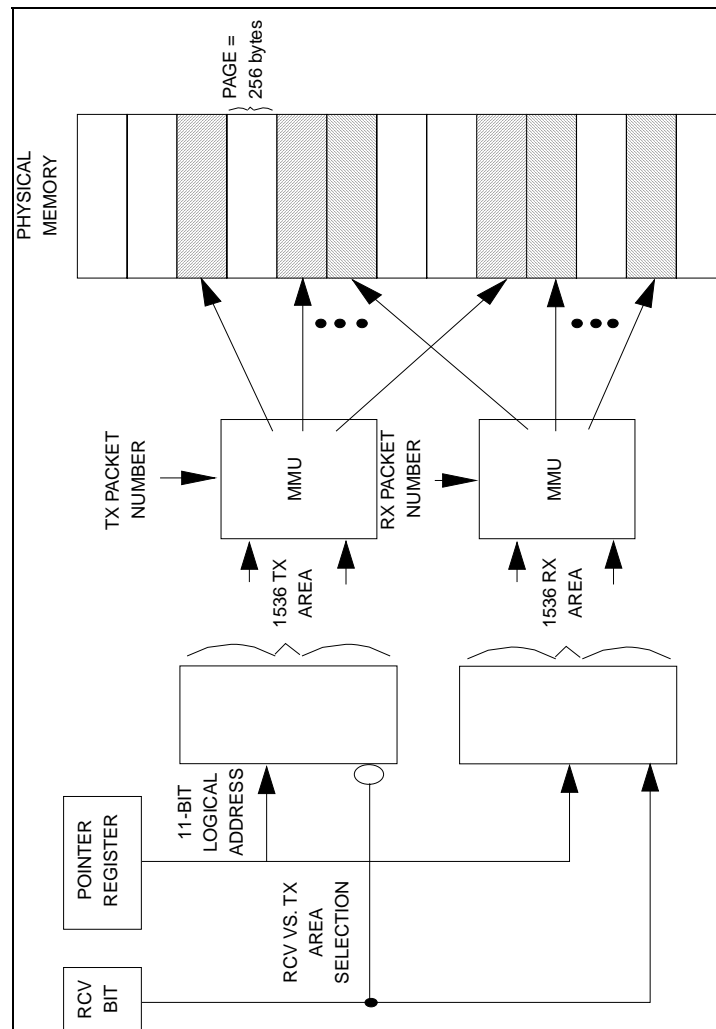 PHYSICAL
MEMORY
PAGE =
256 bytes
TX PACKET
NUMBER
MMU
RX PACKET
NUMBER
MMU
1536 TX
AREA
1536 RX
AREA
11-BIT
LOGICAL
ADDRESS
POINTER
REGISTER
RCV VS. TX
AREA
SELECTION
RCV
BIT